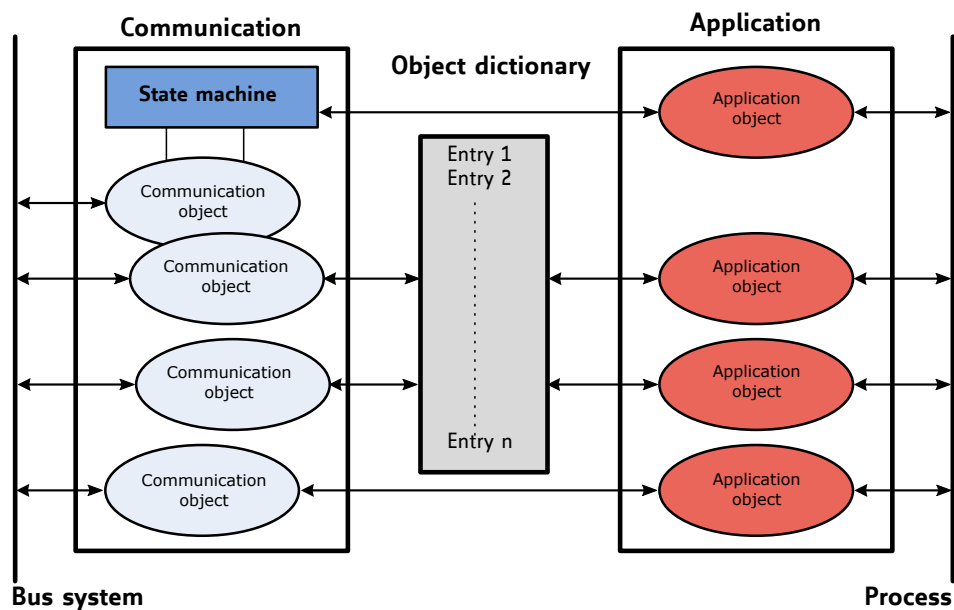 Communication
Application
Object dictionary
State machine
Application
object
Entry 1
Entry 2
Communication
object
Communication
object
Application
object
Communication
object
Application
object
Entry n
Communication
object
Application
object
Bus system
Process